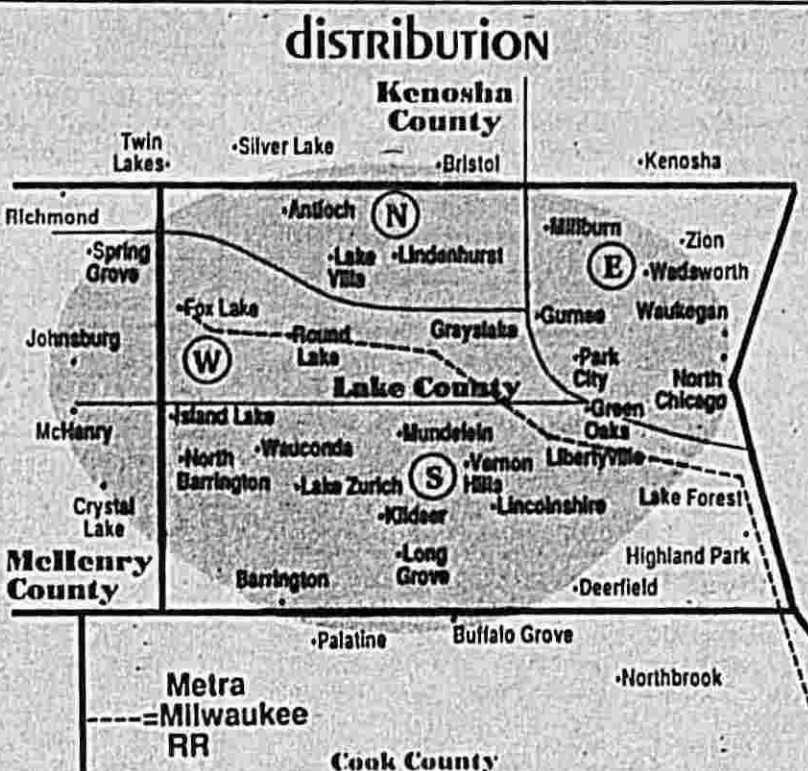 distribution
Kenosha
County
Twin
Lakes
Silver Lake
Bristol
Kenosha
Richmond
Antioch
N
Millburn
Zion
Spring
Grove
Lake
Villa
Lindenhurst
E
Wadsworth
Fox Lake
Gurnee
Waukegan
Johnsburg
Round
Lake
Grayslake
W
Park
City
Lake County
North
Chicago
McHenry
Island Lake
Green
Oaks
Mundelein
Wauconda
North
Barrington
Vernon
Hills
Libertyville
Lake Zurich
S
Lincolnshire
Lake Forest
Crystal
Lake
Kildeer
McHenry
County
Long
Grove
Highland Park
Barrington
Deerfield
Palatine
Buffalo Grove
Northbrook
Metra
----=Milwaukee
RR
Cook County